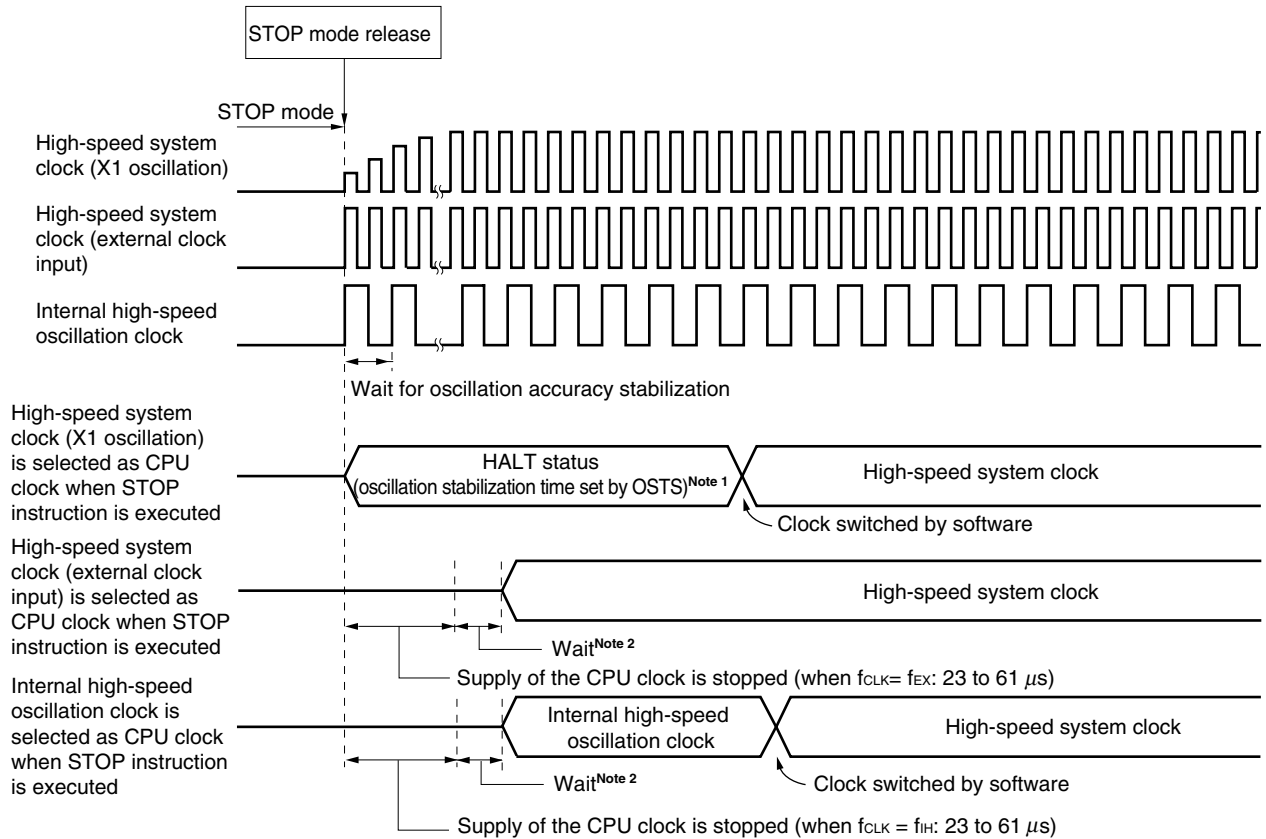 STOP mode release
STOP mode
High-speed system
clock (X1 oscillation)
High-speed system
clock (external clock
input)
Internal high-speed
oscillation clock
Wait for oscillation accuracy stabilization
High-speed system
clock (X1 oscillation)
is selected as CPU
clock when STOP
instruction is executed
HALT status
(oscillation stabilization time set by OSTS)Note 1
High-speed system clock
Clock switched by software
High-speed system
clock (external clock
input) is selected as
CPU clock when STOP
instruction is executed
High-speed system clock
WaitNote 2
Supply of the CPU clock is stopped (when fCLK= fEX: 23 to 61 μs)
Internal high-speed
oscillation clock is
selected as CPU clock
when STOP instruction
is executed
Internal high-speed
oscillation clock
High-speed system clock
WaitNote 2
Clock switched by software
Supply of the CPU clock is stopped (when fCLK = fIH: 23 to 61 μs)